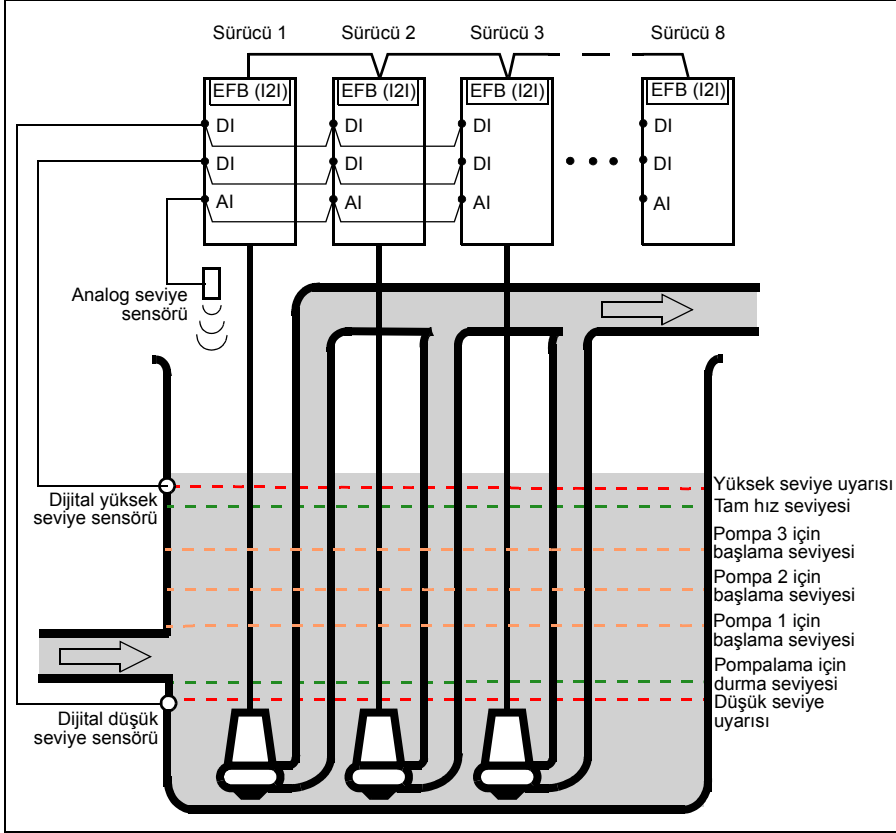 Sürücü 1
Sürücü 2
Sürücü 3
Sürücü 8
EFB (I2I)
EFB (I2I)
EFB (I2I)
EFB (I2I)
DI
DI
DI
DI
DI
DI
DI
DI
AI
AI
AI
AI
Analog seviye
sensörü
Dijital yüksek
seviye sensörü
Yüksek seviye uyarısı
Tam hız seviyesi
Pompa 3 için
başlama seviyesi
Pompa 2 için
başlama seviyesi
Pompa 1 için
başlama seviyesi
Pompalama için
durma seviyesi
Düşük seviye
uyarısı
Dijital düşük
seviye sensörü